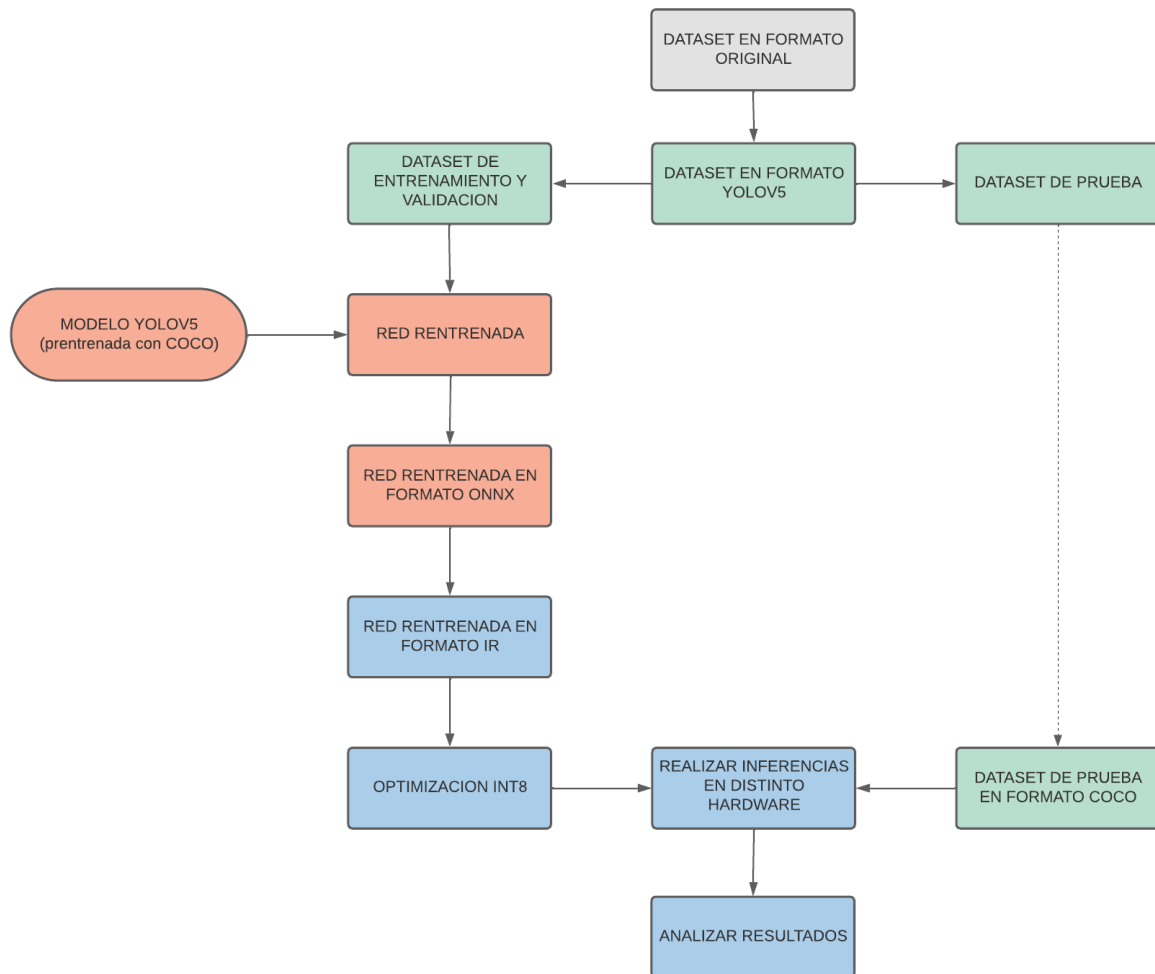 DATASET EN FORMATO
ORIGINAL
DATASET DE
ENTRENAMIENTO Y
VALIDACION
DATASET EN FORMATO
YOLOV5
DATASET DE PRUEBA
MODELO YOLOV5
(prentrenada con COCO)
RED RENTRENADA
RED RENTRENADA EN
FORMATO ONNX
RED RENTRENADA EN
FORMATO IR
OPTIMIZACION INT8
REALIZAR INFERENCIAS
EN DISTINTO
HARDWARE
DATASET DE PRUEBA
EN FORMATO COCO
ANALIZAR RESULTADOS